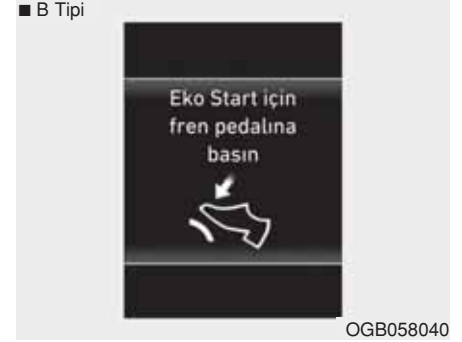 ■ B Tipi
Eko Start için
fren pedalına
basın
OGB058040